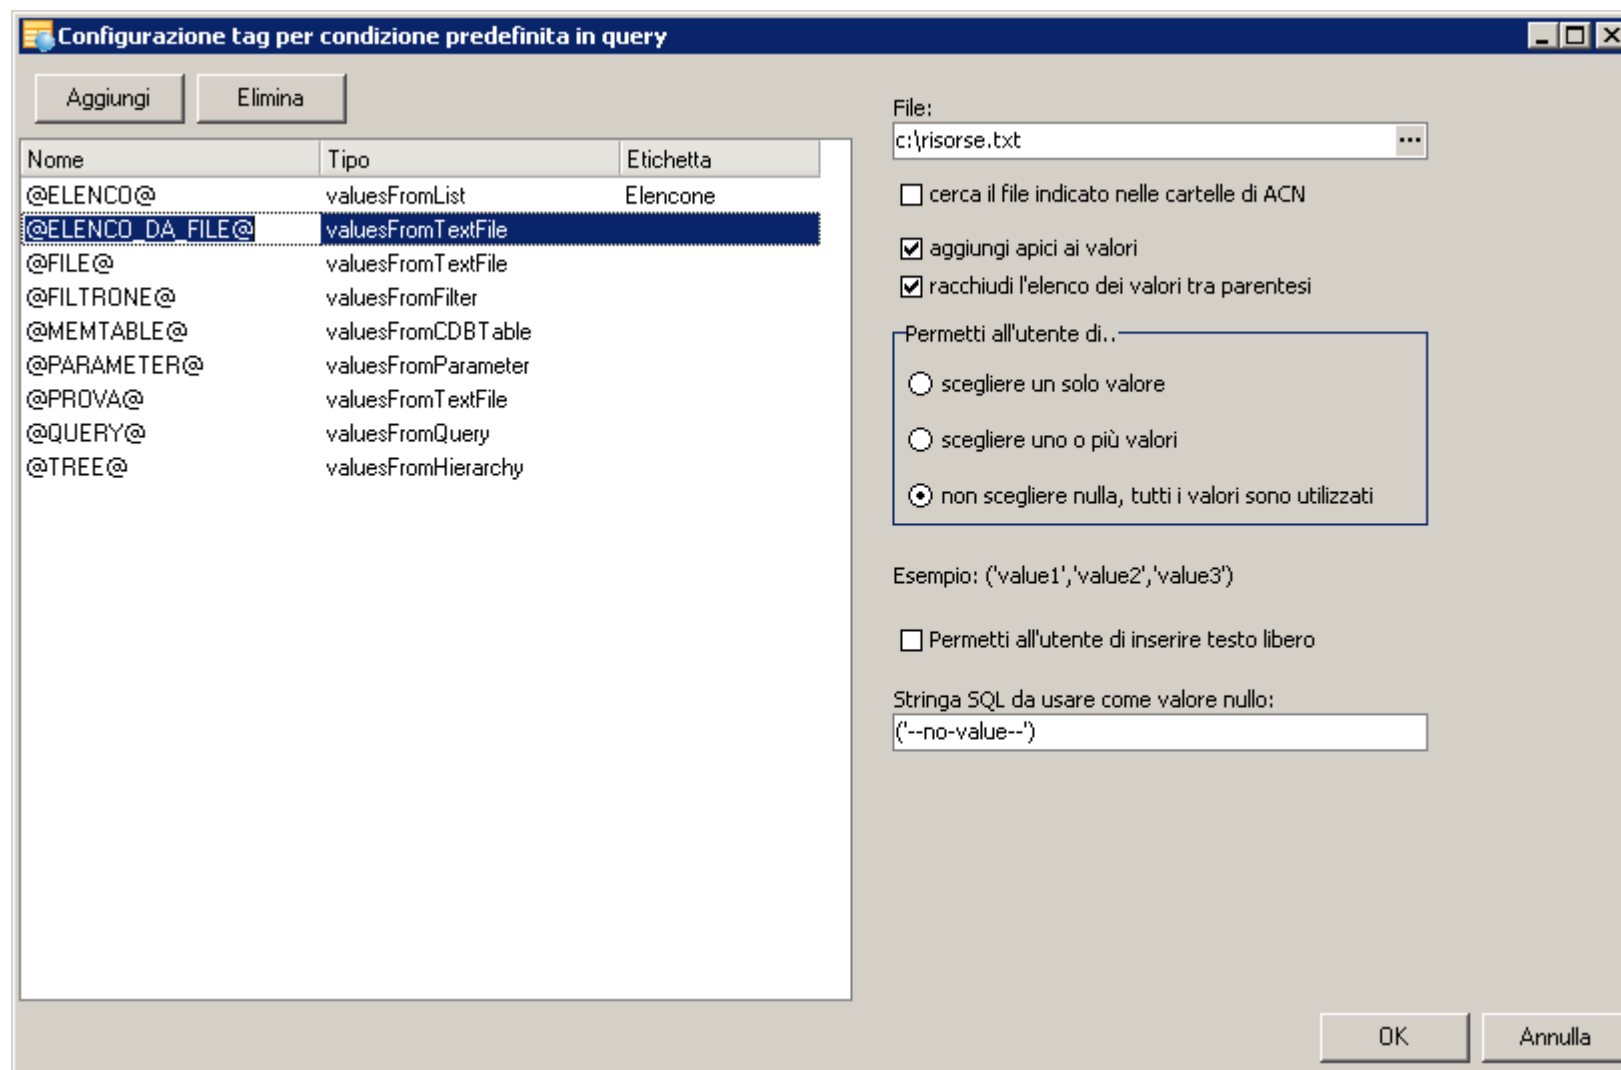 Configurazione tag per condizione predefinita in query
Aggiungi Elimina
Nome Tipo Etichetta
@ELENCO@ valuesFromList Elencone
@ELENCO_DA_FILE@ valuesFromTextFile
@FILE@ valuesFromTextFile
@FILTRONE@ valuesFromFilter
@MEMTABLE@ valuesFromCDBTable
@PARAMETER@ valuesFromParameter
@PROVA@ valuesFromTextFile
@QUERY@ valuesFromQuery
@TREE@ valuesFromHierarchy
File:
c:\risorse.txt ...
cerca il file indicato nelle cartelle di ACN
aggiungi apici ai valori
racchiudi l'elenco dei valori tra parentesi
Permetti all'utente di..
scegliere un solo valore
scegliere uno o più valori
non scegliere nulla, tutti i valori sono utilizzati
Esempio: ('value1','value2','value3')
Permetti all'utente di inserire testo libero
Stringa SQL da usare come valore nullo:
('--no-value--')
OK Annulla